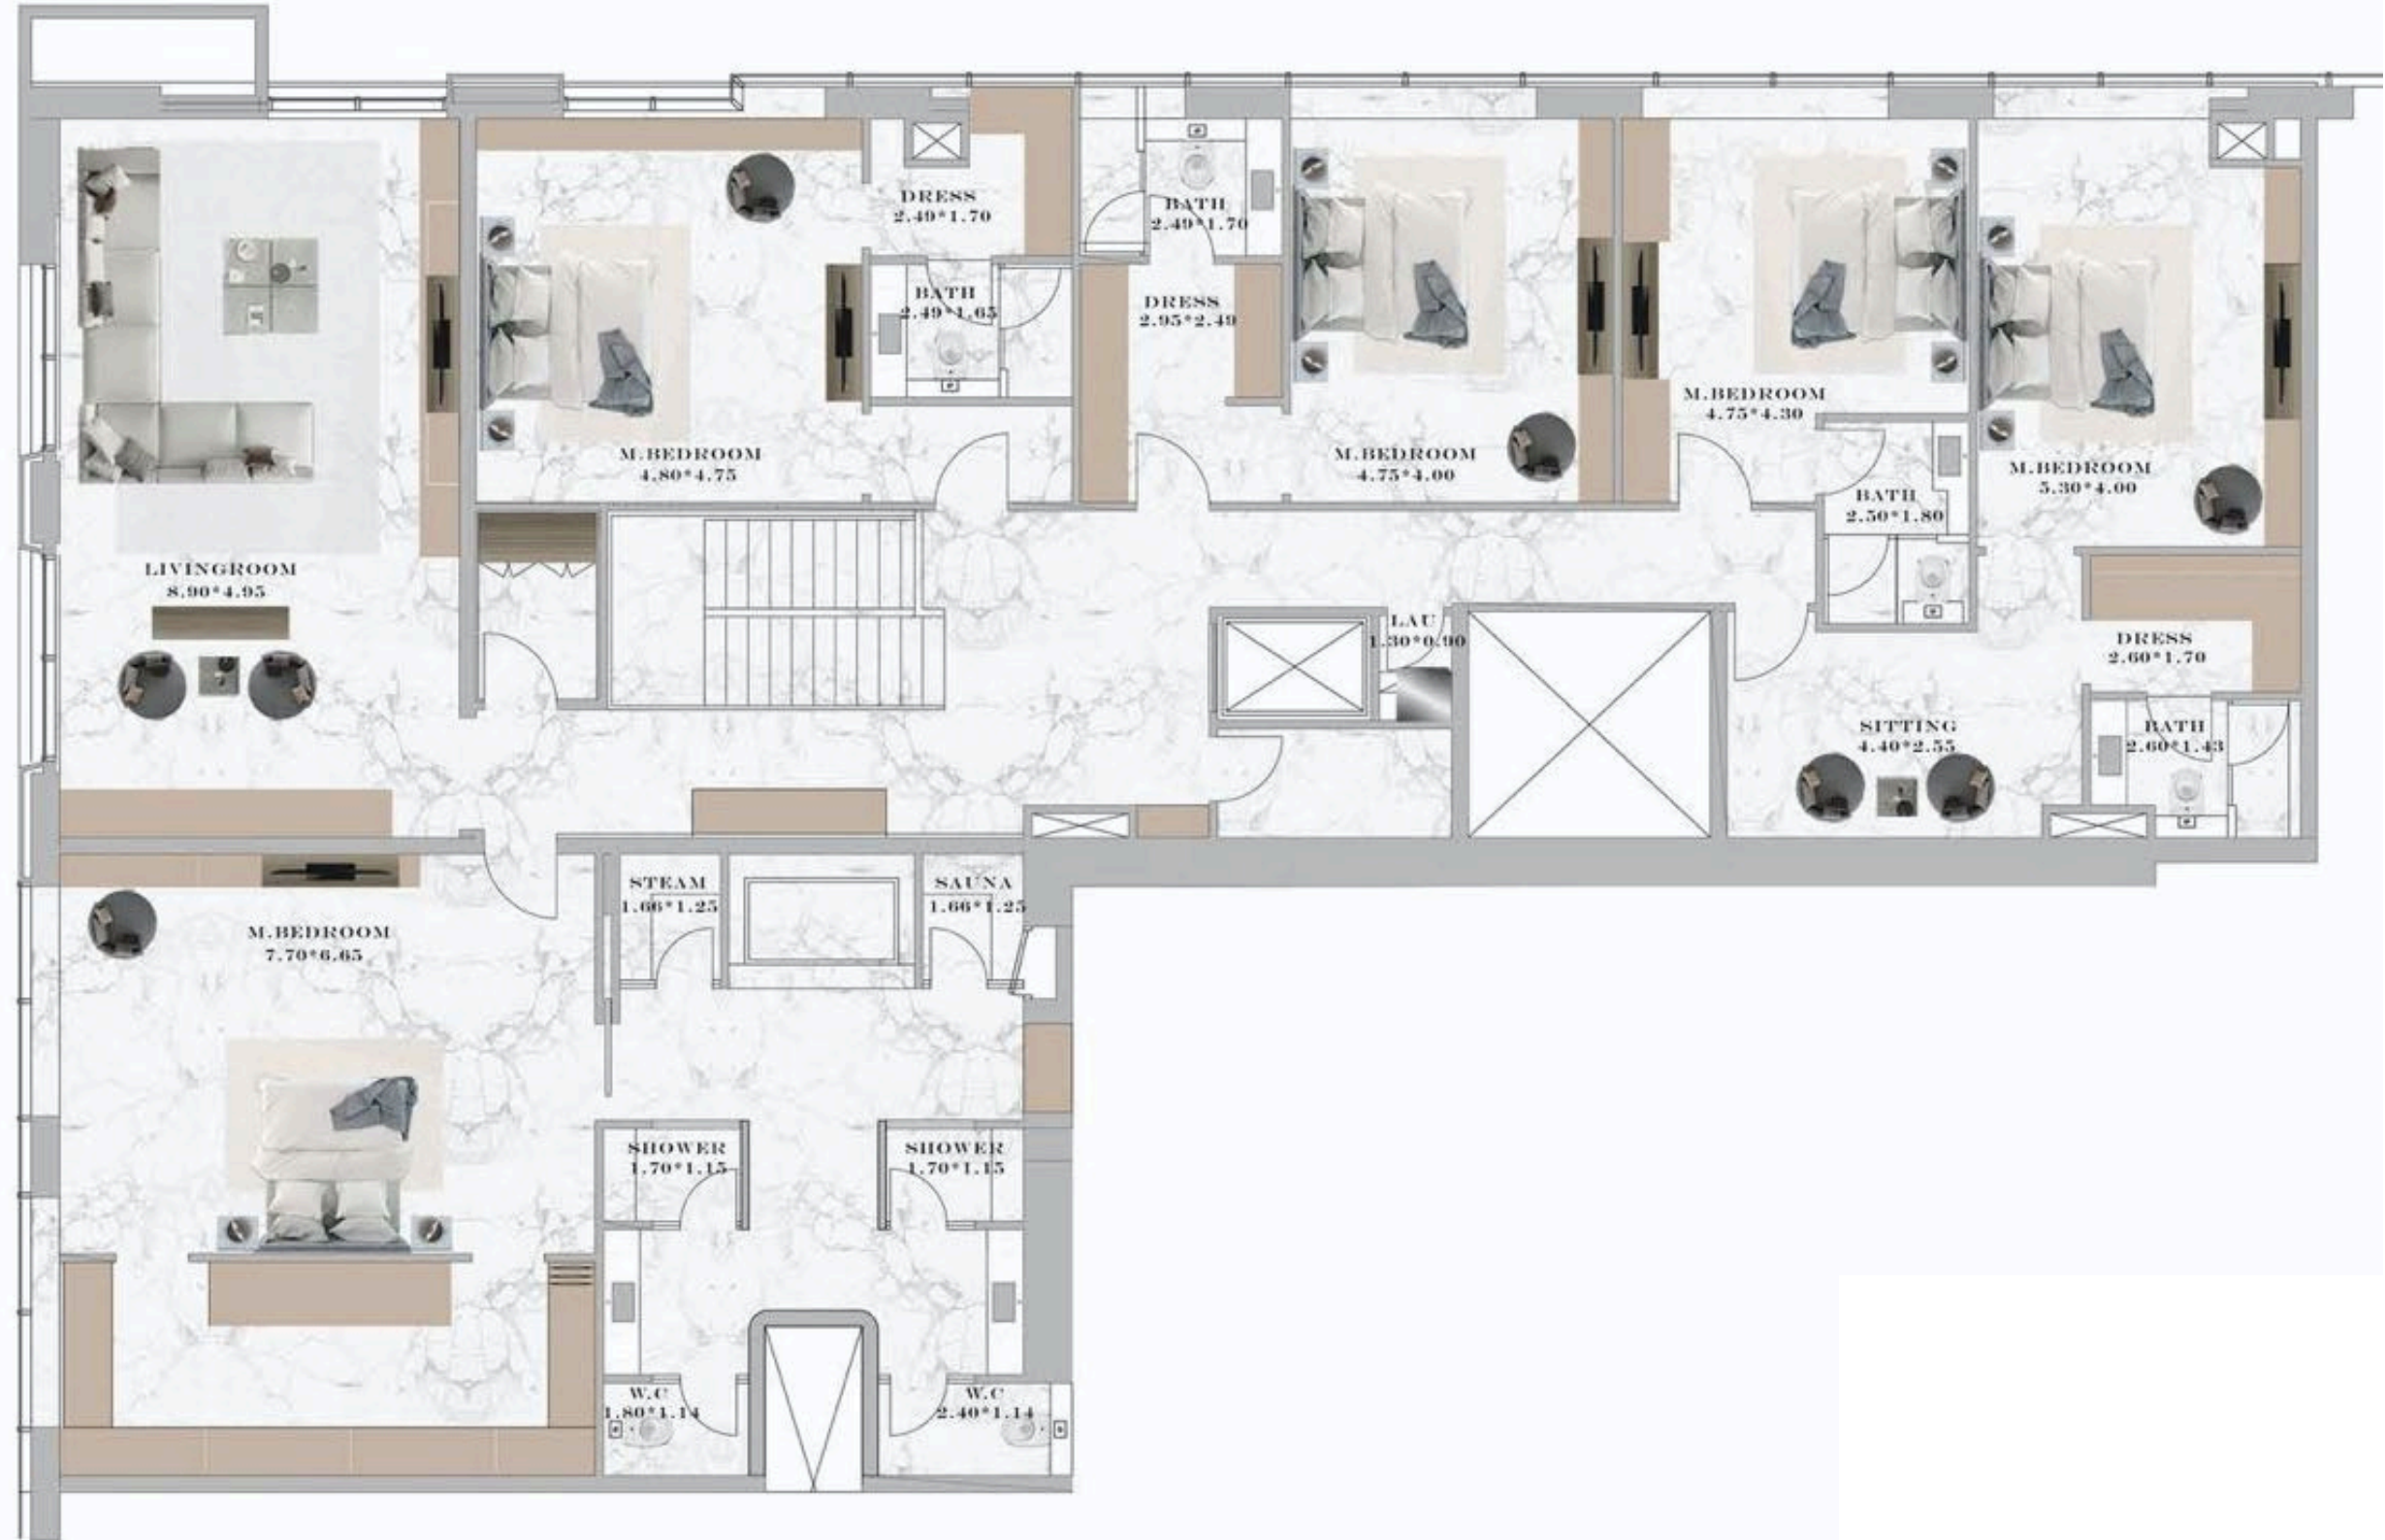 DRESS
2.49*1.70
BATH
2.49*1.70
BATH
2.49*1.65
DRESS
2.95*2.49
M.BEDROOM
4.80*4.75
M.BEDROOM
4.75*4.00
M.BEDROOM
4.75*4.30
M.BEDROOM
5.30*4.00
BATH
2.50*1.80
LIVINGROOM
8.90*4.95
LAU
1.30*0.90
DRESS
2.60*1.70
SITTING
4.40*2.55
BATH
2.60*1.43
M.BEDROOM
7.70*6.65
STEAM
1.66*1.25
SAUNA
1.66*1.25
SHOWER
1.70*1.15
SHOWER
1.70*1.15
W.C
1.80*1.14
W.C
2.40*1.14